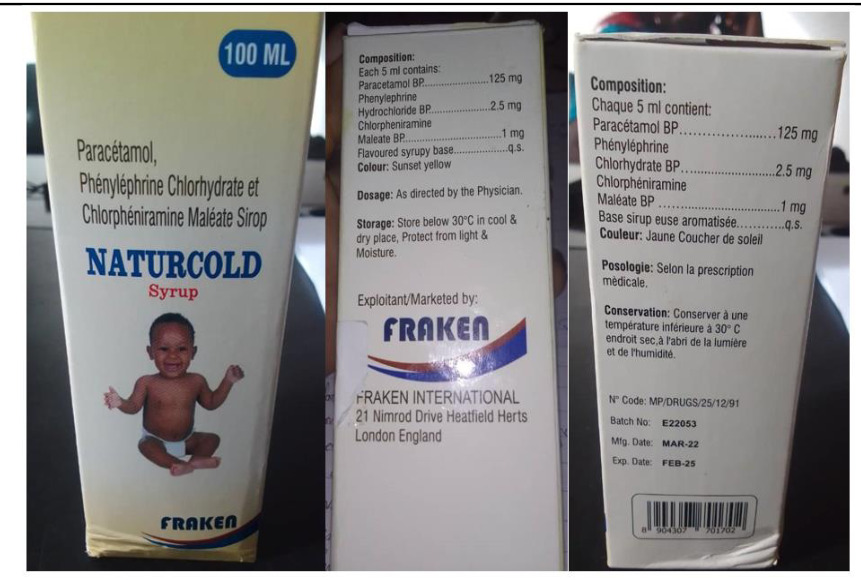 100 ML
Paracétamol,
Phényléphrine Chlorhydrate et
Chlorphéniramine Maléate Sirop
NATURCOLD
Syrup
FRAKEN
Composition:
Each 5 ml contains:
Paracetamol BP.....................125 mg
Phenylephrine
Hydrochloride BP...................2.5 mg
Chlorpheniramine
Maleate BP............................1 mg
Flavoured syrupy base................q.s.
Colour: Sunset yellow
Dosage: As directed by the Physician.
Storage: Store below 30°C in cool &
dry place, Protect from light &
Moisture.
Exploitant/Marketed by:
FRAKEN
FRAKEN INTERNATIONAL
21 Nimrod Drive Heatfield Herts
London England
Composition:
Chaque 5 ml contient:
Paracétamol BP.....................125 mg
Phényléphrine
Chlorhydrate BP.....................2.5 mg
Chlorphéniramine
Maléate BP ............................1 mg
Base sirup euse aromatisée...........q.s.
Couleur: Jaune Coucher de soleil
Posologie: Selon la prescription
mèdicale.
Conservation: Conserver à une
température inférieure à 30° C
endroit sec,à l'abri de la lumière
et de l'humidité.
N° Code: MP/DRUGS/25/12/91
Batch No: E22053
Mfg. Date: MAR-22
Exp. Date: FEB-25
8 904307 701702